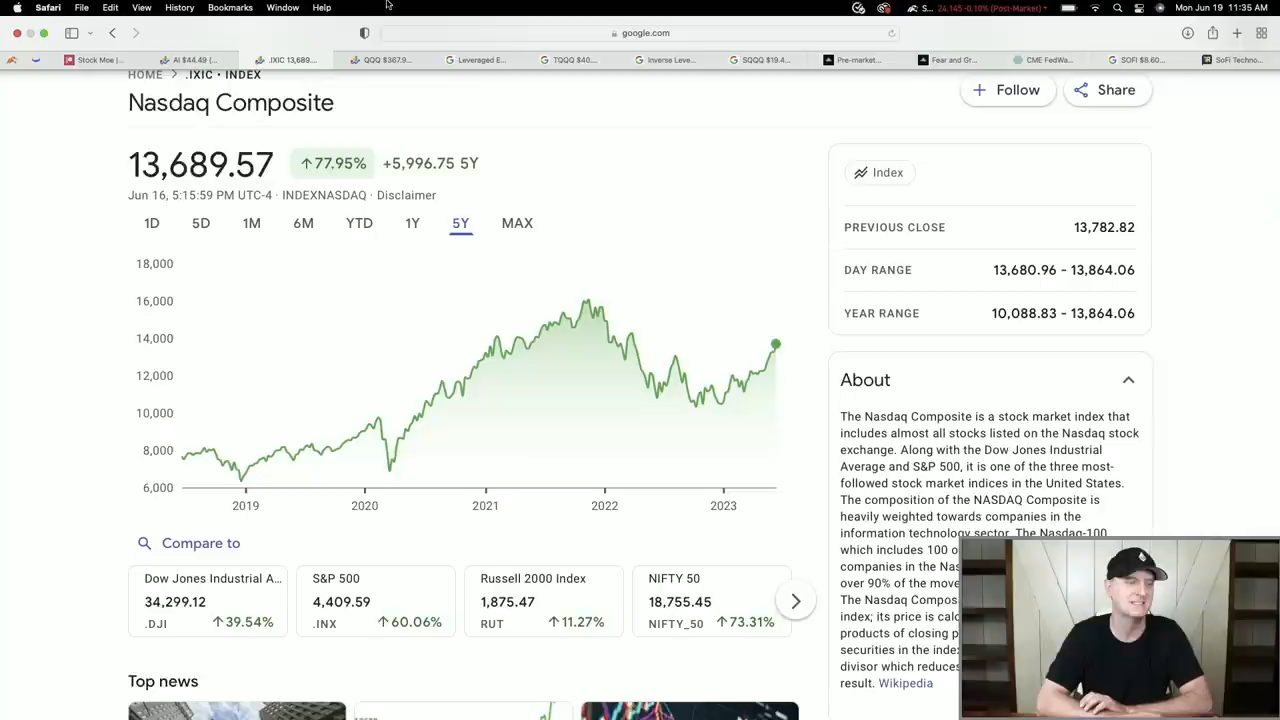 Safari File Edit View History Bookmarks Window Help S... 24.145 -0.10% (Post-Market) Mon Jun 19 11:35 AM
google.com
Stock Moe |... AI $44.49 (... .IXIC 13,689... QQQ $367.9... Leveraged E... TQQQ $40.... Inverse Leve... SQQQ $19.4... Pre-market... Fear and Gr... CME FedWa... SOFI $8.60... SoFi Techno...
HOME > .IXIC • INDEX
Nasdaq Composite
+ Follow
Share
13,689.57 ↑77.95% +5,996.75 5Y
Jun 16, 5:15:59 PM UTC-4 · INDEXNASDAQ · Disclaimer
1D 5D 1M 6M YTD 1Y 5Y MAX
18,000
16,000
14,000
12,000
10,000
8,000
6,000
2019 2020 2021 2022 2023
Compare to
Dow Jones Industrial A...
34,299.12
.DJI ↑39.54%
S&P 500
4,409.59
.INX ↑60.06%
Russell 2000 Index
1,875.47
RUT ↑11.27%
NIFTY 50
18,755.45
NIFTY_50 ↑73.31%
Top news
Index
PREVIOUS CLOSE 13,782.82
DAY RANGE 13,680.96 - 13,864.06
YEAR RANGE 10,088.83 - 13,864.06
About
The Nasdaq Composite is a stock market index that
includes almost all stocks listed on the Nasdaq stock
exchange. Along with the Dow Jones Industrial
Average and S&P 500, it is one of the three most-
followed stock market indices in the United States.
The composition of the NASDAQ Composite is
heavily weighted towards companies in the
information technology sector. The Nasdaq-100,
which includes 100 o
companies in the Nas
over 90% of the move
The Nasdaq Compos
index; its price is calc
products of closing p
securities in the index
divisor which reduces
result. Wikipedia